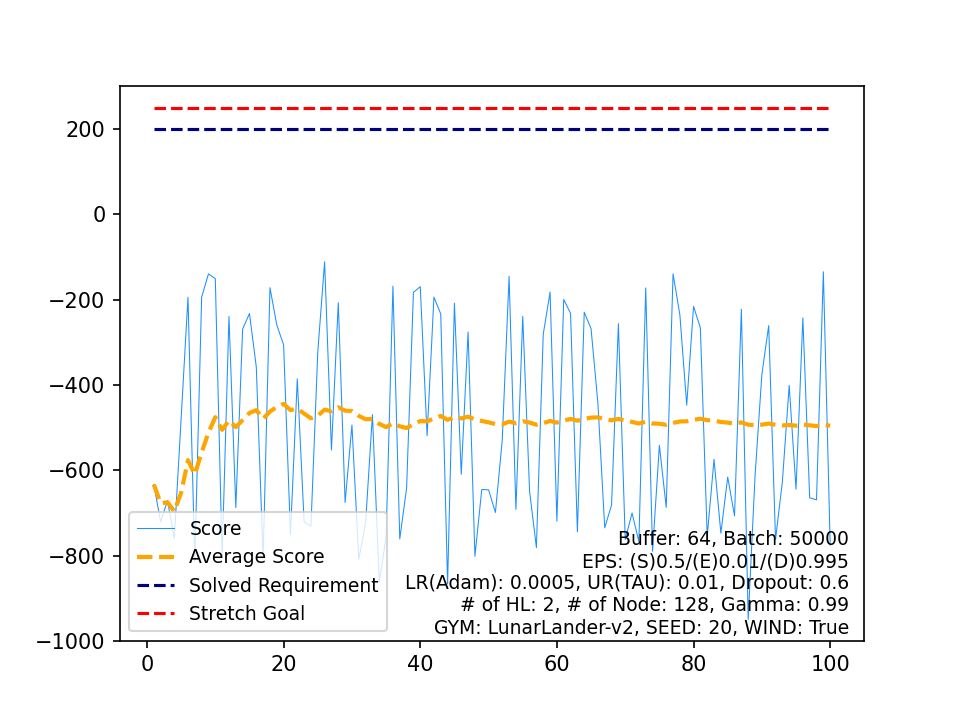 200
0
−200
−400
−600
−800
−1000
0
20
40
60
80
100
Score
Average Score
Solved Requirement
Stretch Goal
Buffer: 64, Batch: 50000
EPS: (S)0.5/(E)0.01/(D)0.995
LR(Adam): 0.0005, UR(TAU): 0.01, Dropout: 0.6
# of HL: 2, # of Node: 128, Gamma: 0.99
GYM: LunarLander-v2, SEED: 20, WIND: True